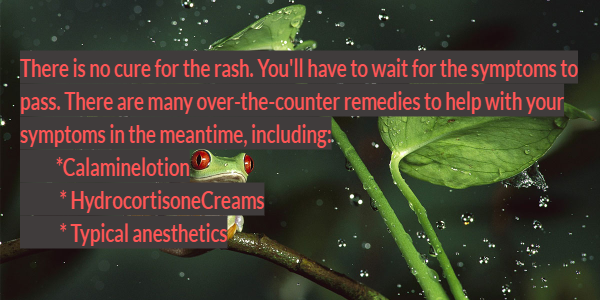 There is no cure for the rash. You'll have to wait for the symptoms to
pass. There are many over-the-counter remedies to help with your
symptoms in the meantime, including:.
*Calaminelotion
* HydrocortisoneCreams
* Typical anesthetics